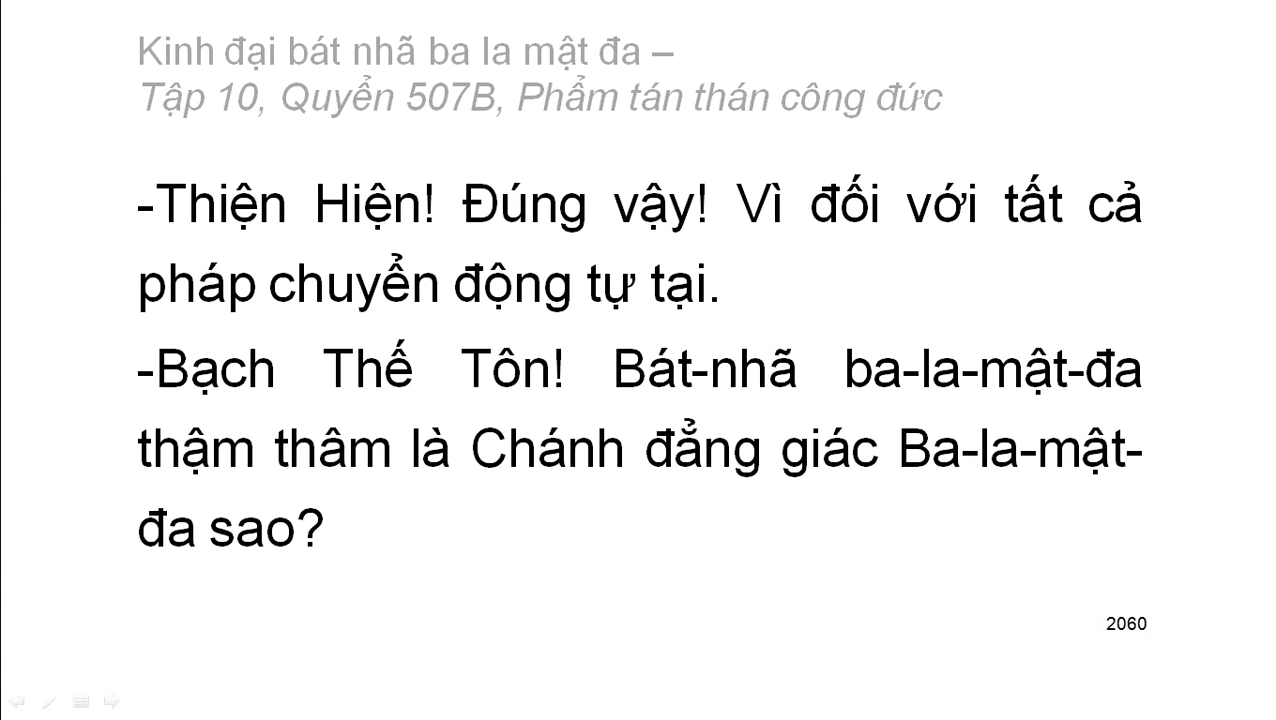 Kinh đại bát nhã ba la mật đa –
Tập 10, Quyển 507B, Phẩm tán thán công đức
-Thiện Hiện! Đúng vậy! Vì đối với tất cả
pháp chuyển động tự tại.
-Bạch Thế Tôn! Bát-nhã ba-la-mật-đa
thậm thâm là Chánh đẳng giác Ba-la-mật-
đa sao?
2060